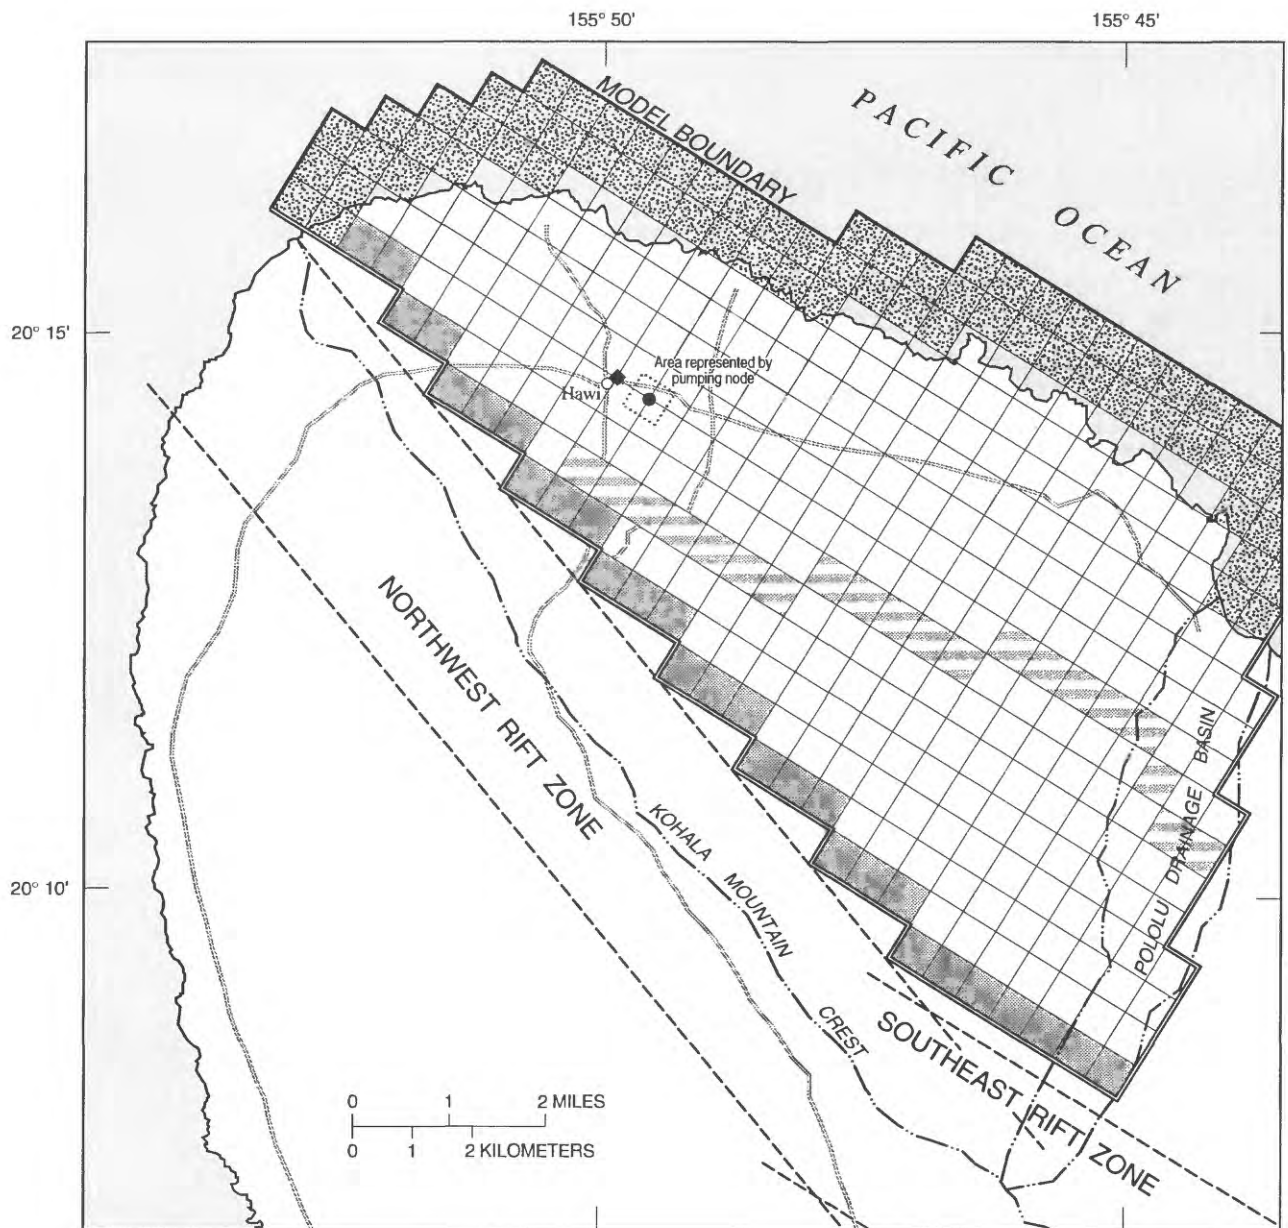 155° 50'
155° 45'
MODEL BOUNDARY
PACIFIC
OCEAN
20° 15'
Area represented by
pumping node
Hawi
NORTHWEST RIFT ZONE
POLOLU DRAINAGE BASIN
20° 10'
KOHALA MOUNTAIN CREST
SOUTHEAST RIFT ZONE
0 1 2 MILES
0 1 2 KILOMETERS